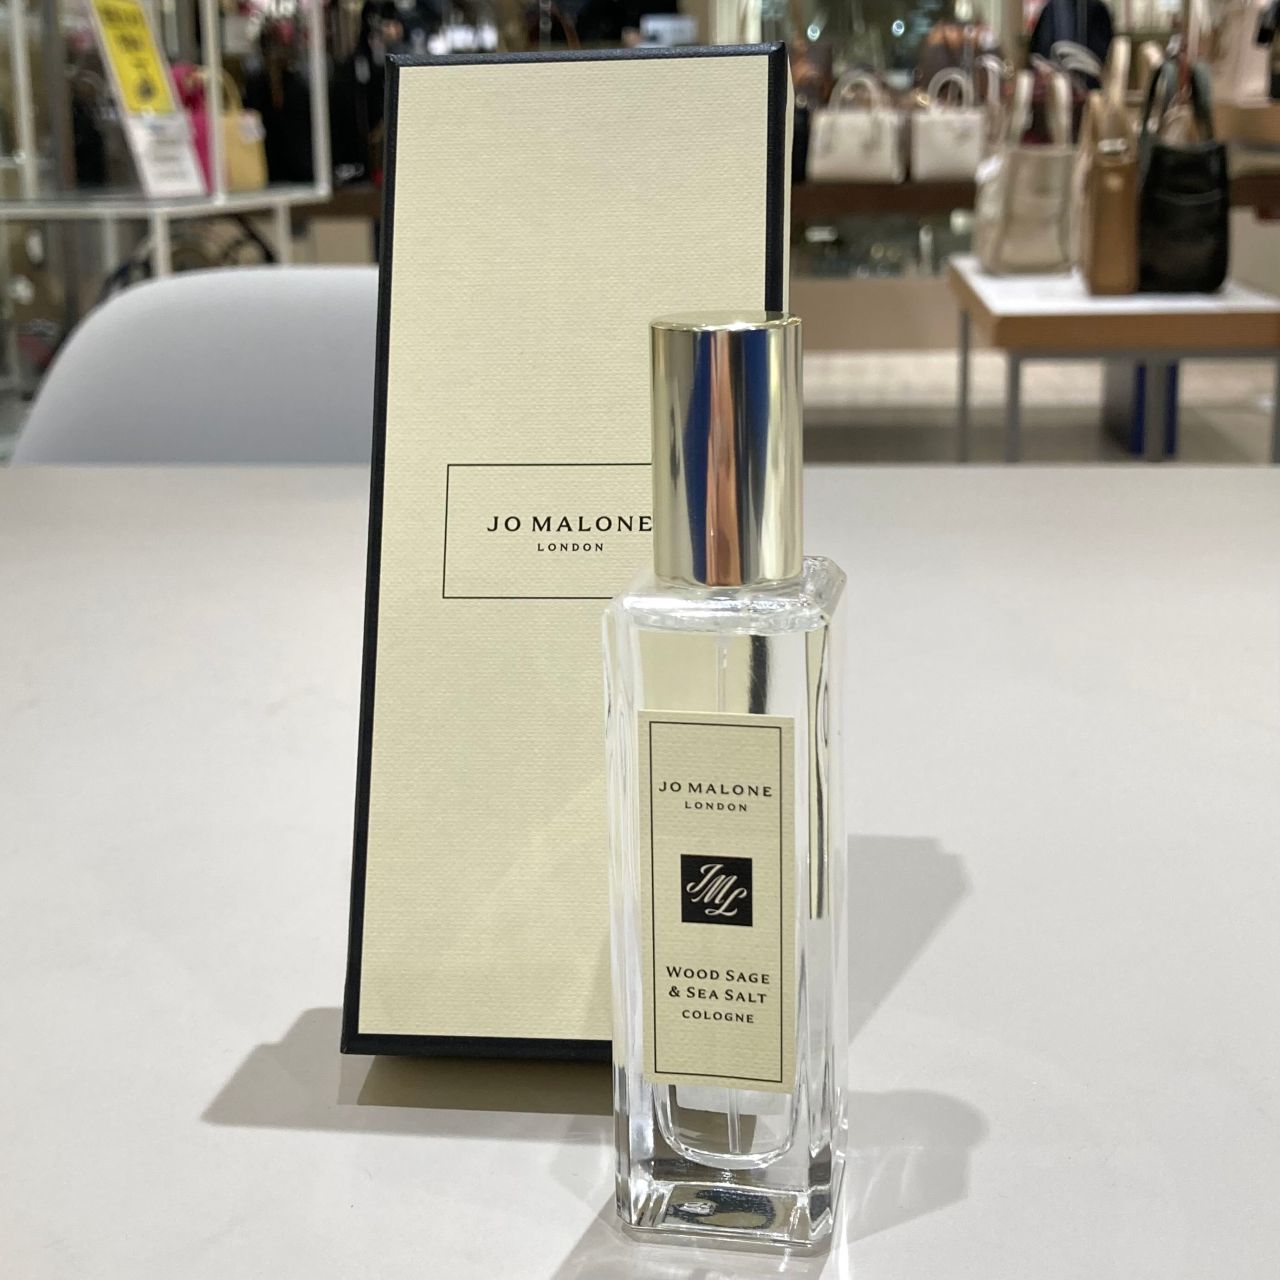 JO MALONE
LONDON
JO MALONE
LONDON
JML
WOOD SAGE
& SEA SALT
COLOGNE